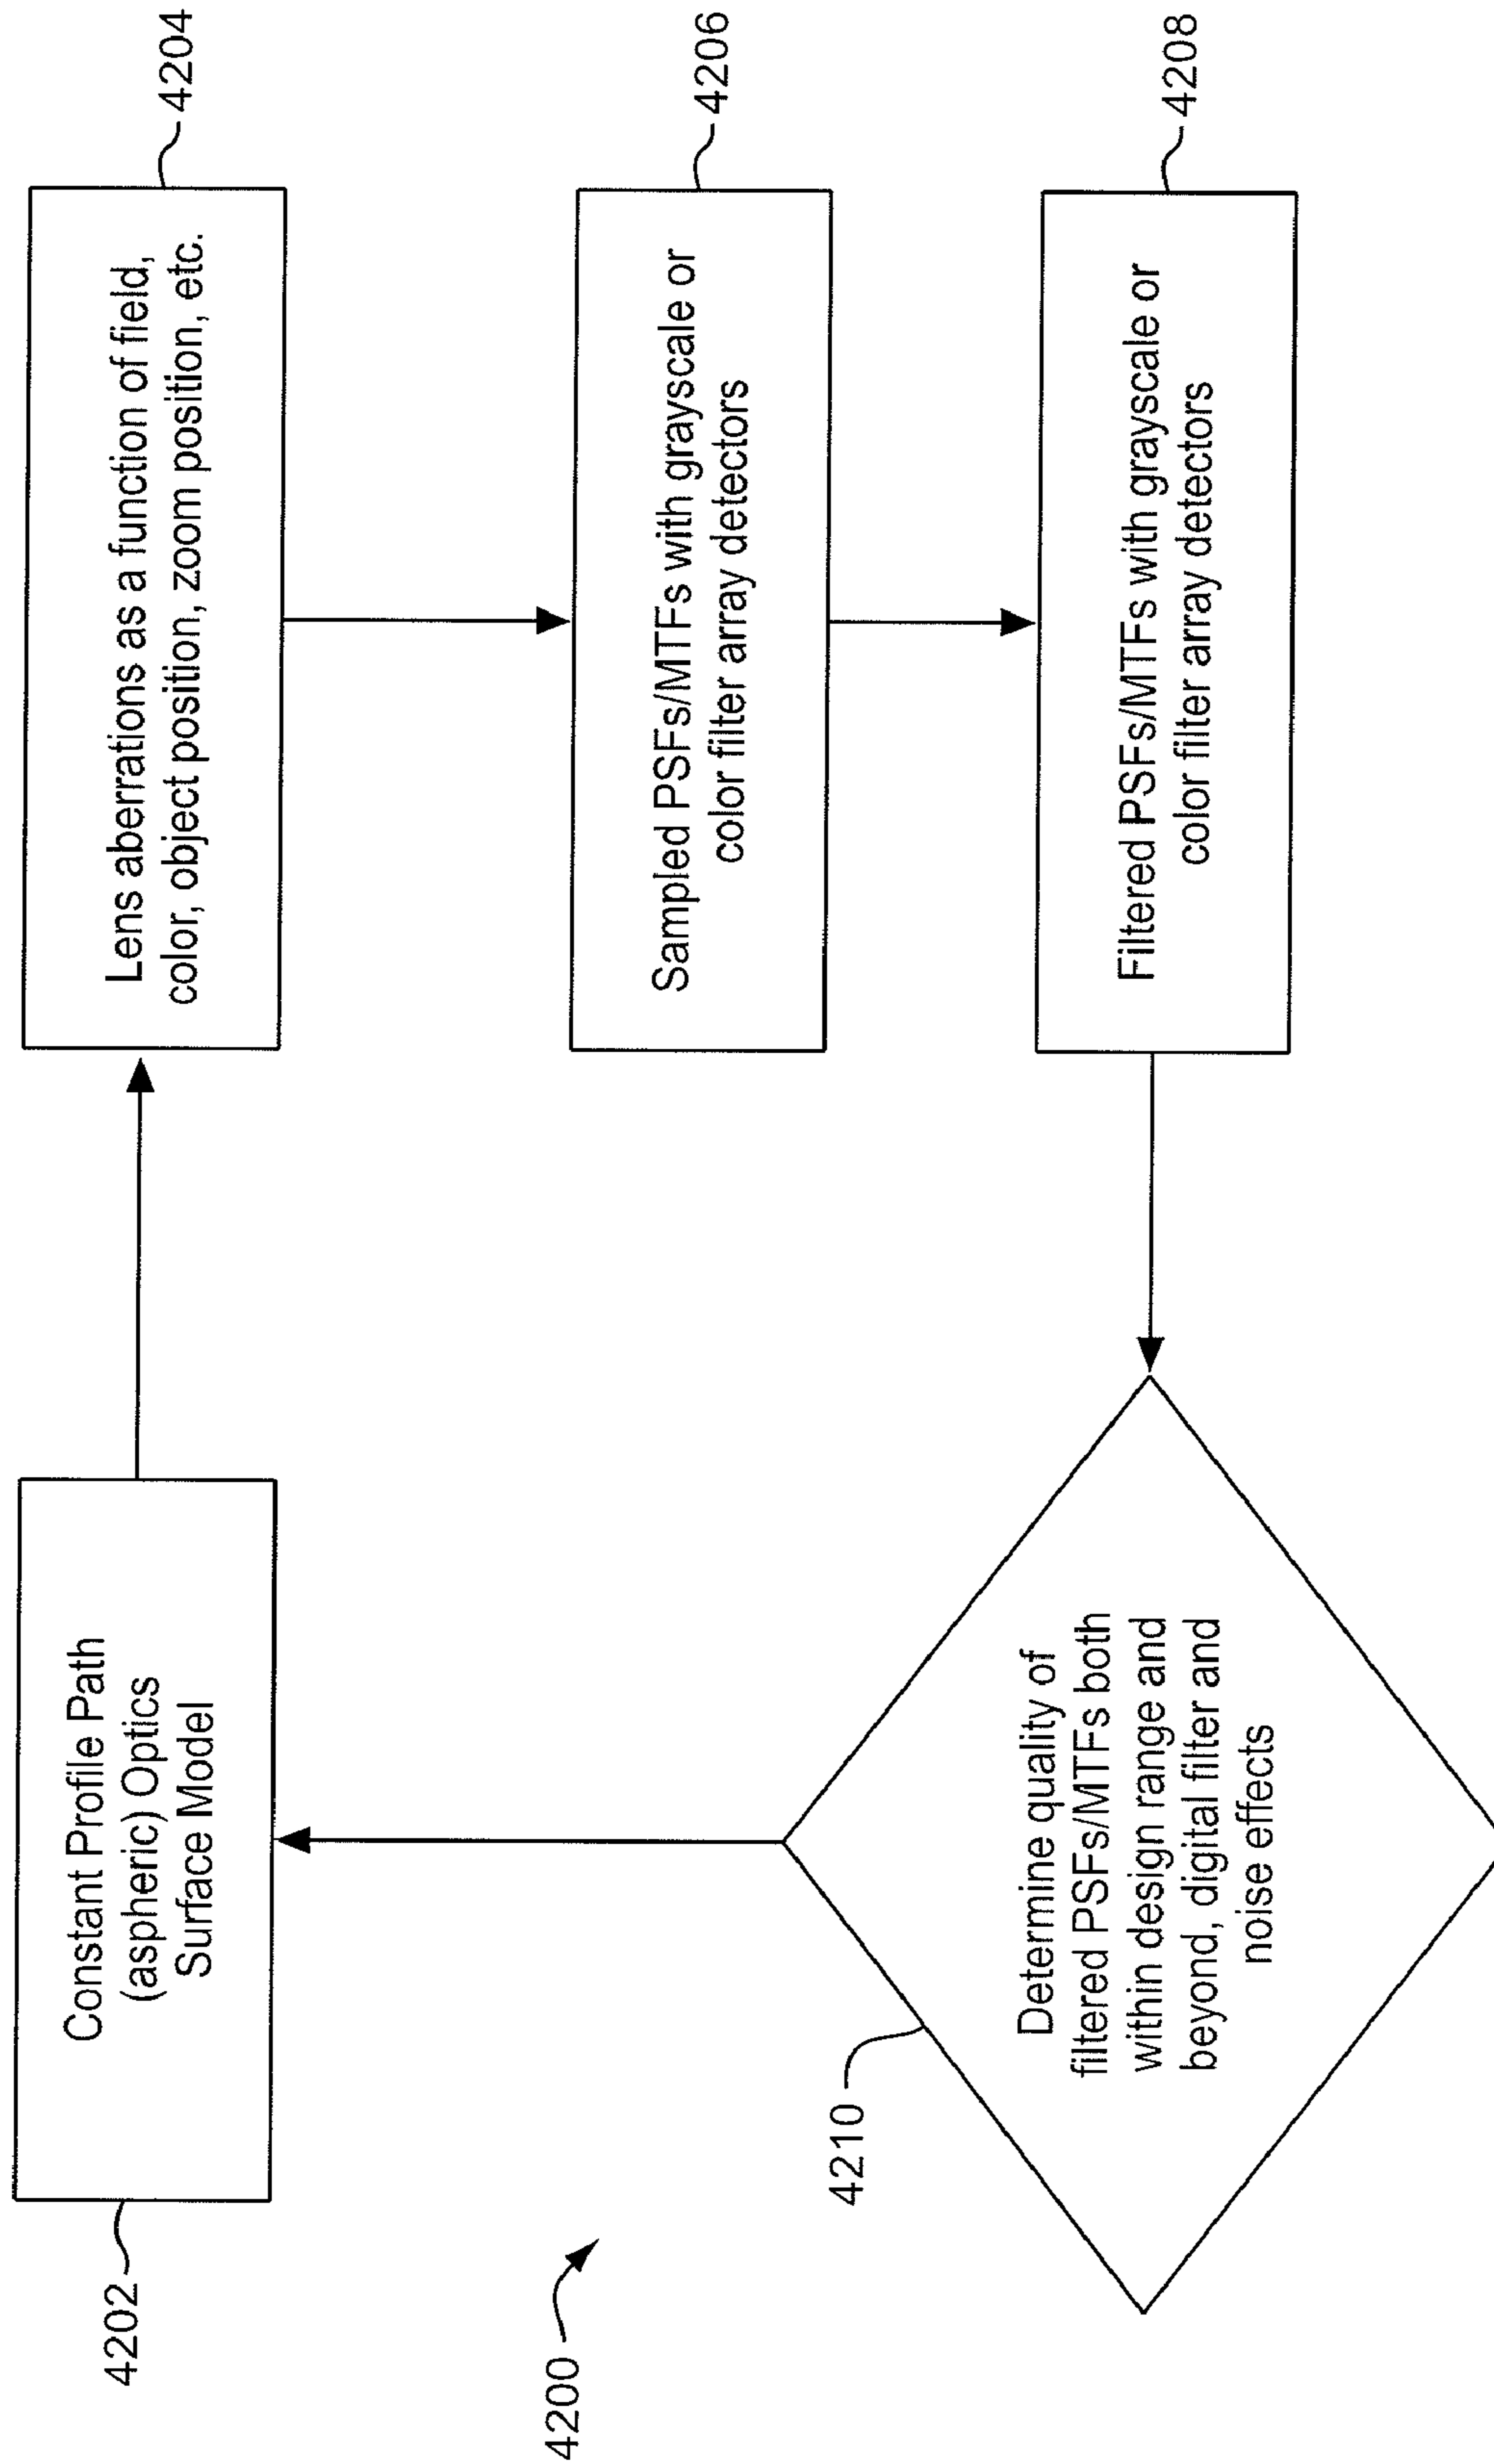 4200
4202
Constant Profile Path
(aspheric) Optics
Surface Model
4204
Lens aberrations as a function of field,
color, object position, zoom position, etc.
4206
Sampled PSFs/MTFs with grayscale or
color filter array detectors
4208
Filtered PSFs/MTFs with grayscale or
color filter array detectors
4210
Determine quality of
filtered PSFs/MTFs both
within design range and
beyond, digital filter and
noise effects